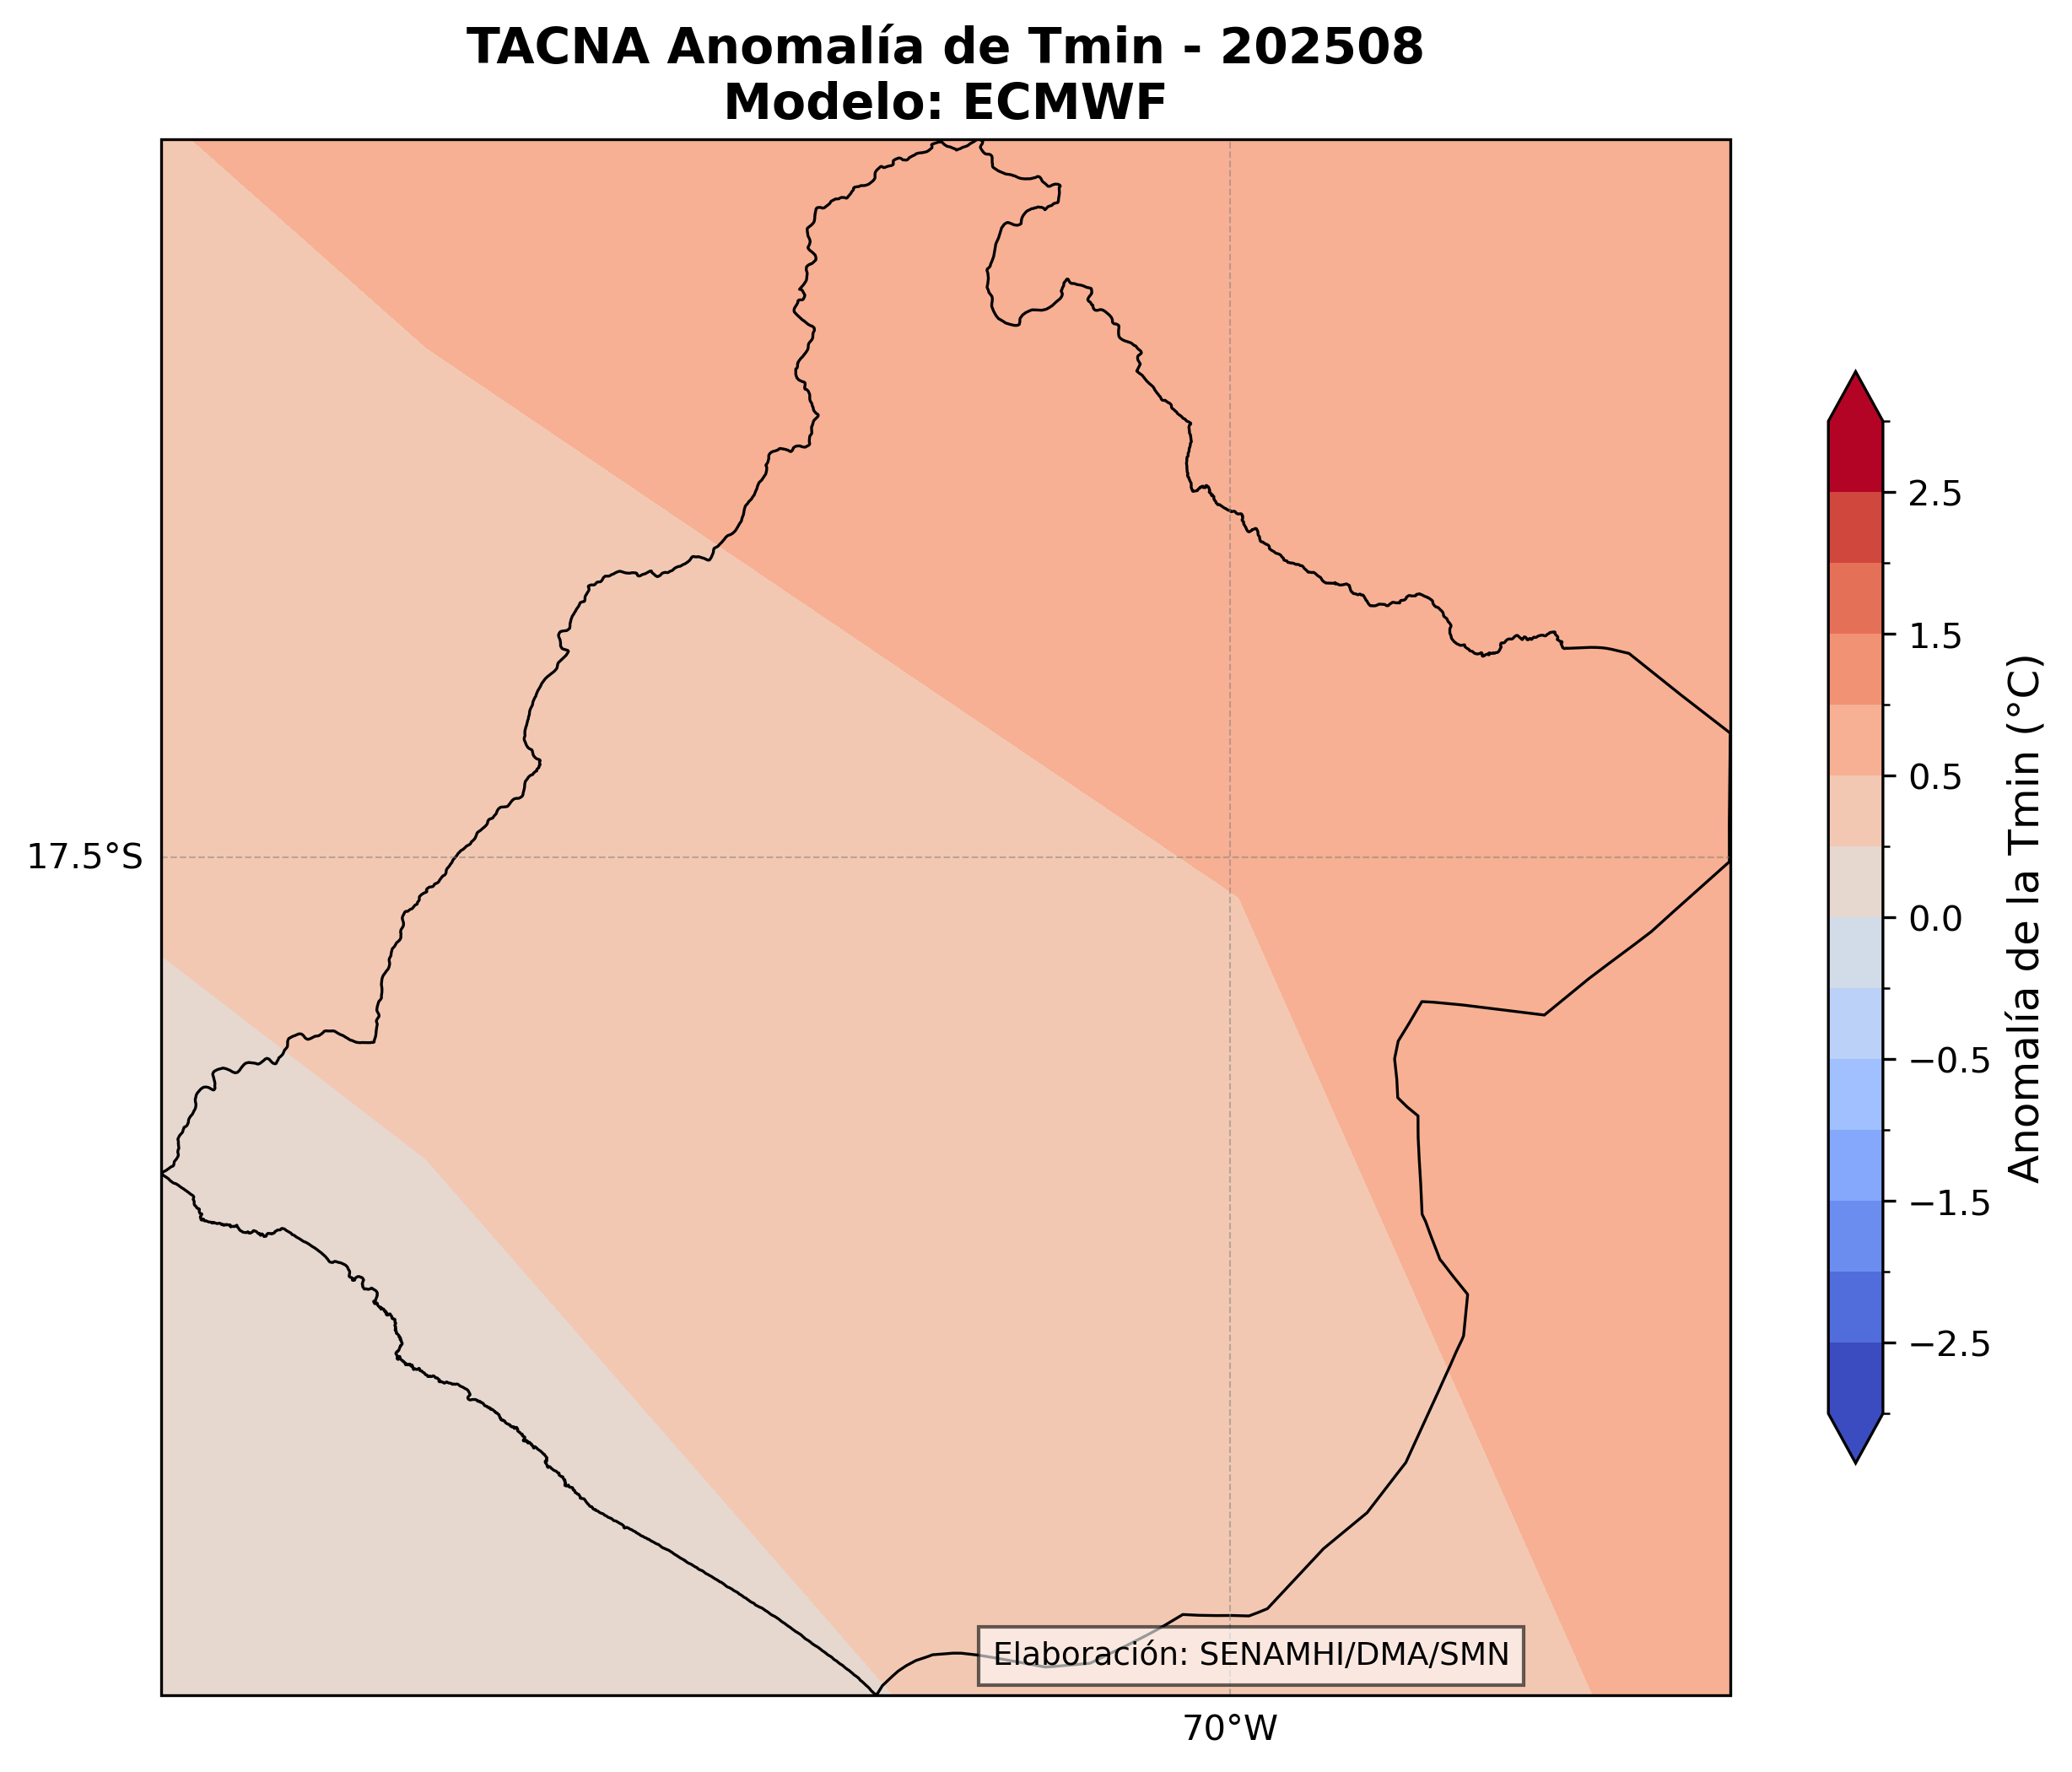 TACNA Anomalía de Tmin - 202508
Modelo: ECMWF
17.5°S
70°W
Elaboración: SENAMHI/DMA/SMN
2.5
1.5
0.5
0.0
−0.5
−1.5
−2.5
Anomalía de la Tmin (°C)